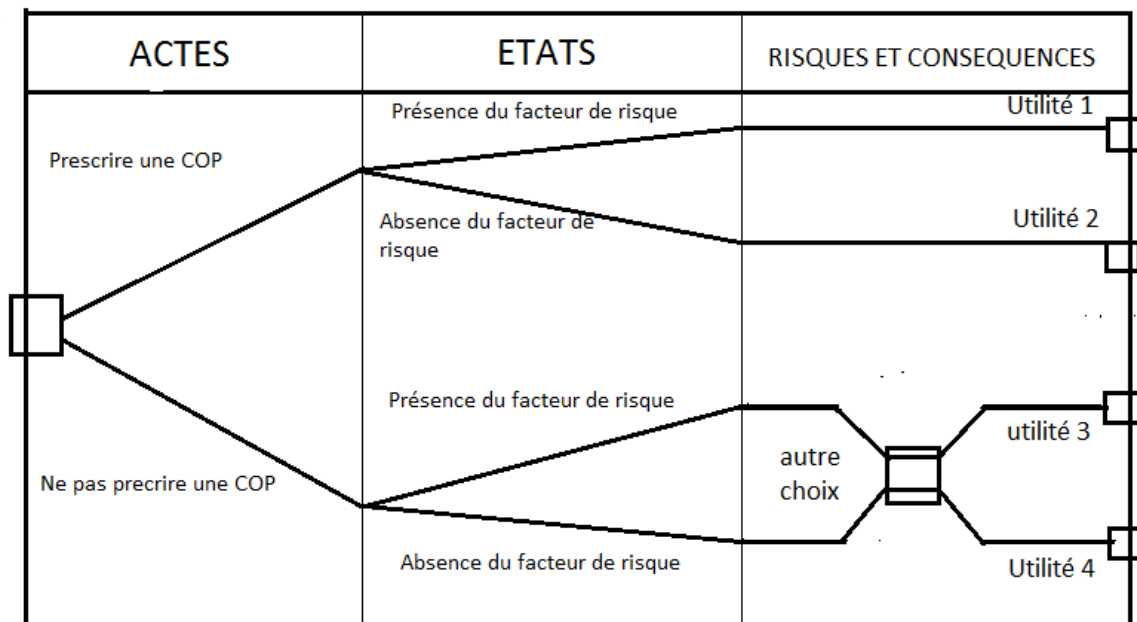 ACTES
ETATS
RISQUES ET CONSEQUENCES
Présence du facteur de risque
Utilité 1
Prescrire une COP
Absence du facteur de
risque
Utilité 2
Présence du facteur de risque
utilité 3
autre
choix
Ne pas precrire une COP
Absence du facteur de risque
Utilité 4